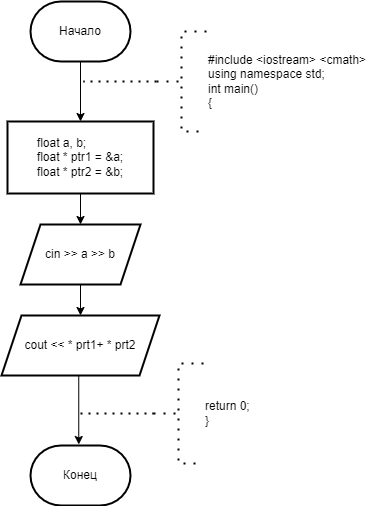 Начало
#include <iostream> <cmath>
using namespace std;
int main()
{
float a, b;
float * ptr1 = &a;
float * ptr2 = &b;
cin >> a >> b
cout << * prt1+ * prt2
return 0;
}
Конец